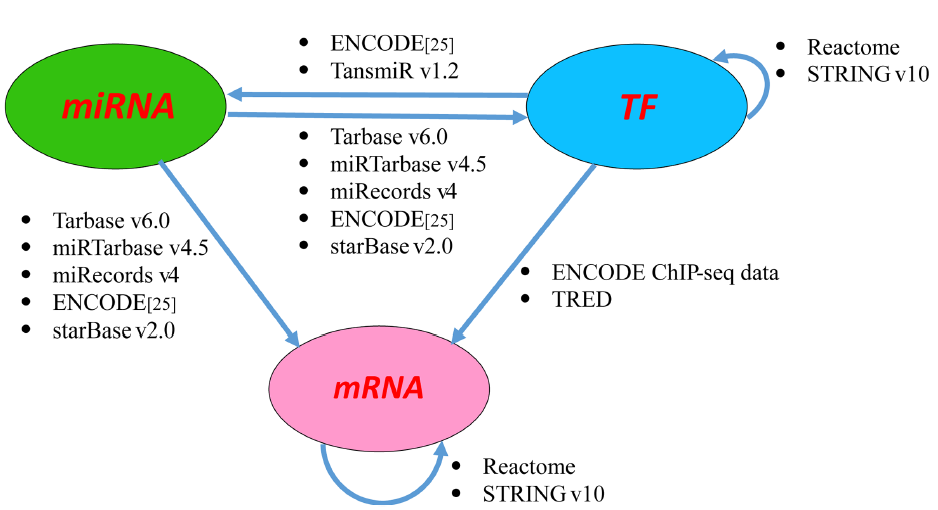 • ENCODE[25]
• TansmiR v1.2
• Reactome
• STRING v10
miRNA
TF
• Tarbase v6.0
• miRTarbase v4.5
• miRecords v4
• ENCODE[25]
• starBase v2.0
• Tarbase v6.0
• miRTarbase v4.5
• miRecords v4
• ENCODE[25]
• starBase v2.0
• ENCODE ChIP-seq data
• TRED
mRNA
• Reactome
• STRING v10